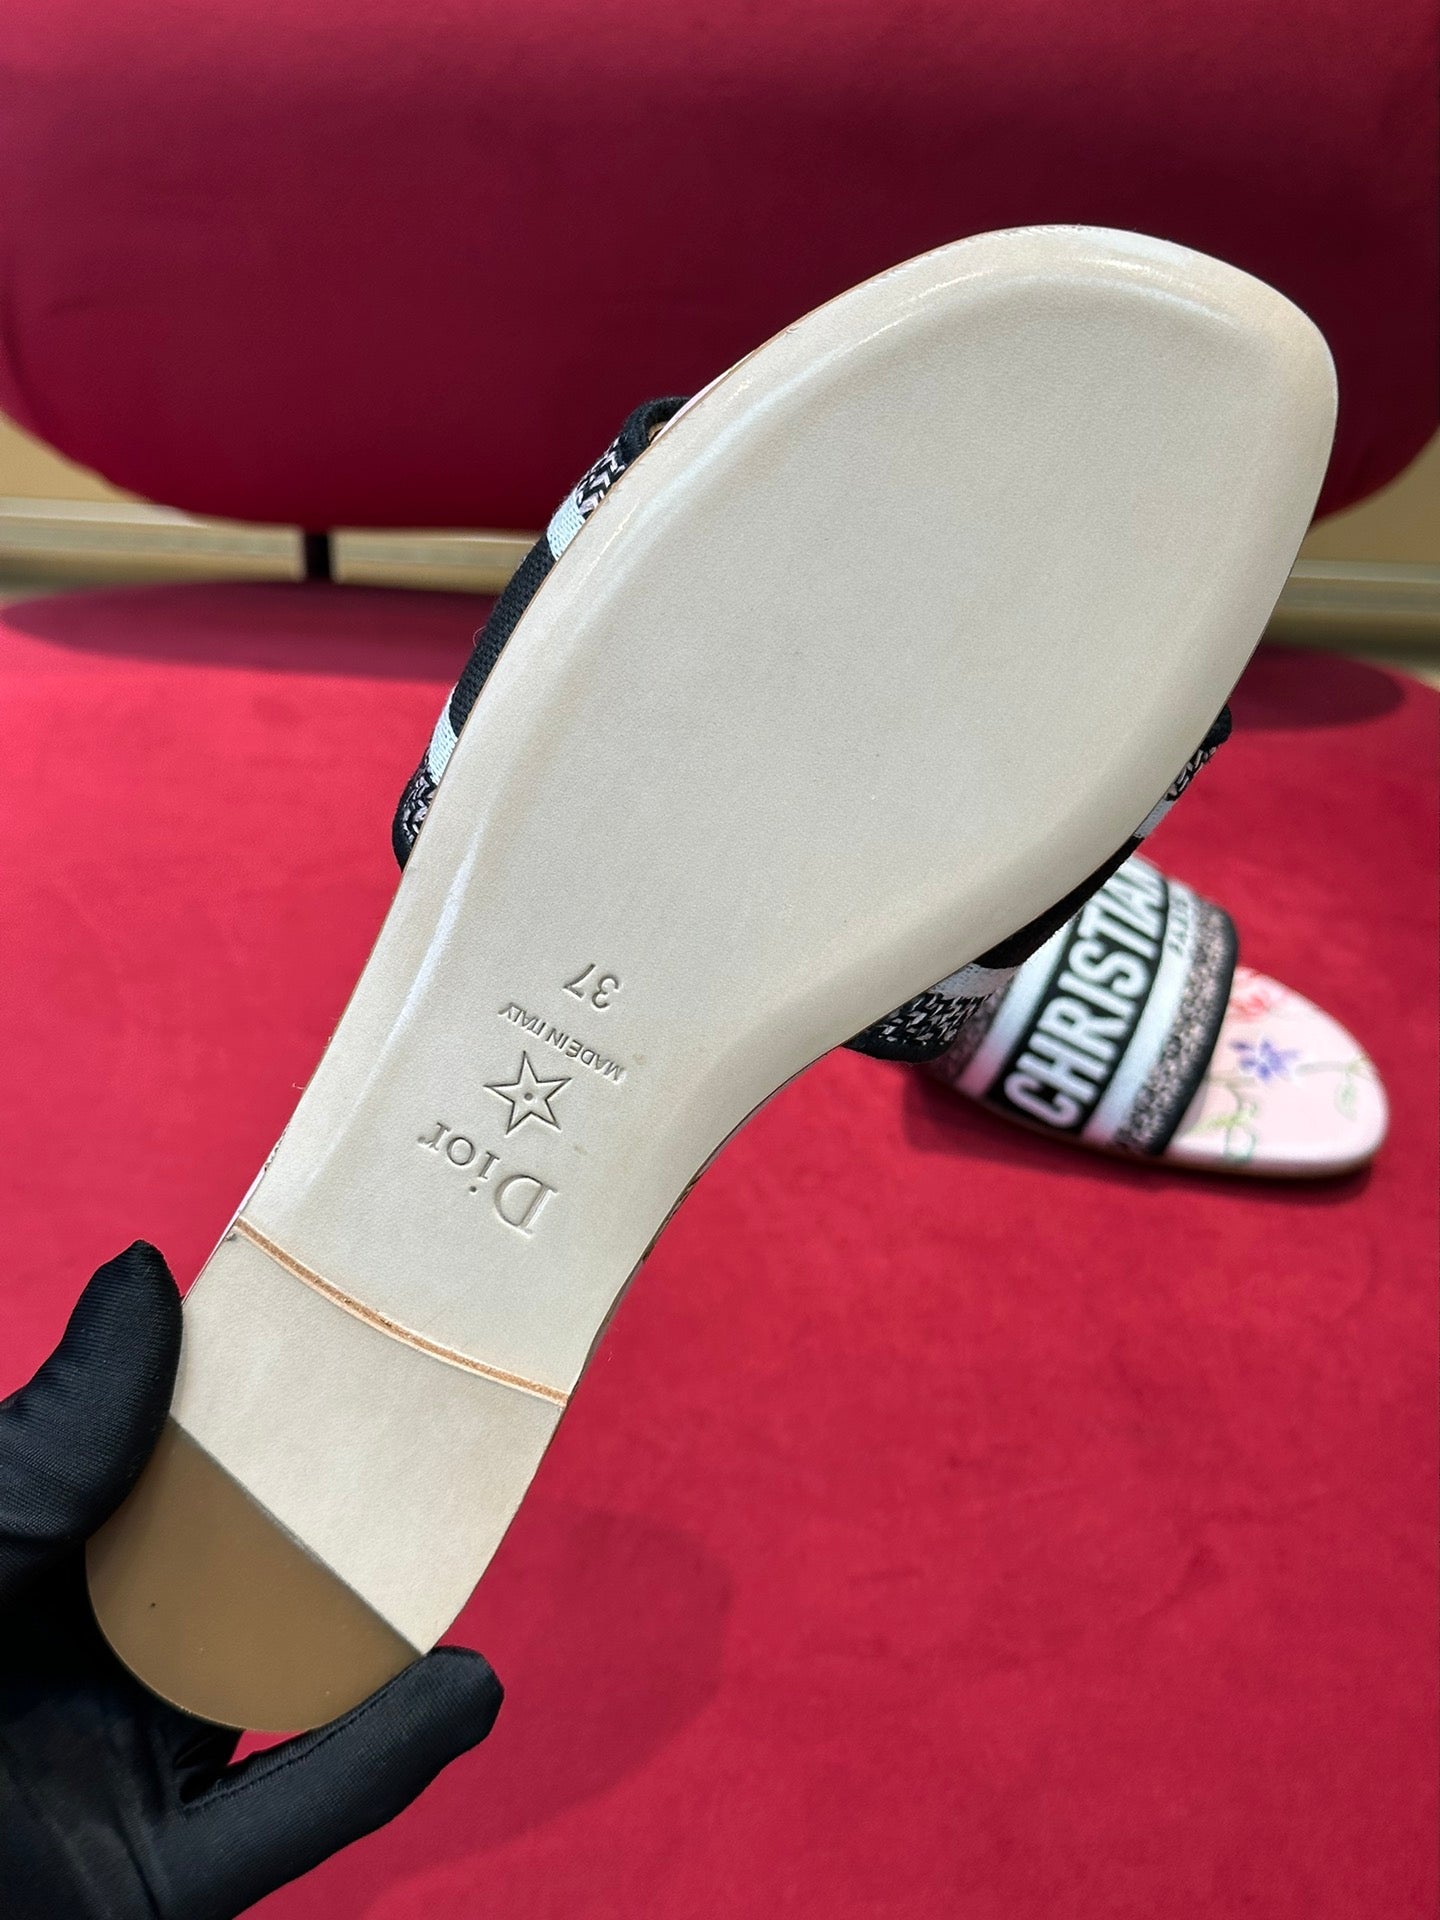 37
MADE IN ITALY
Dior
CHRISTIAN